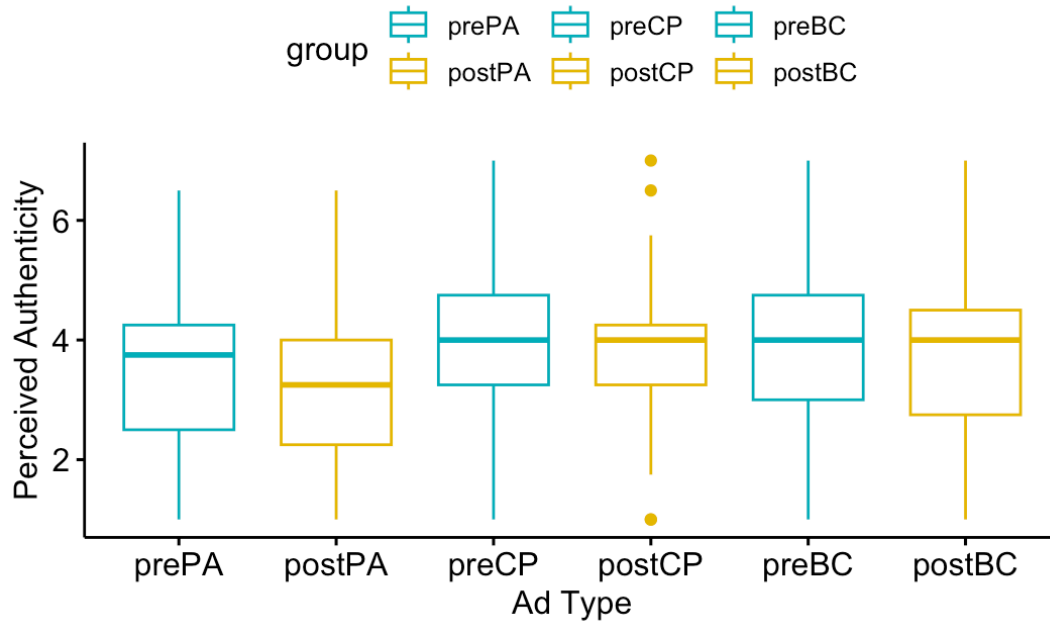 group prePA preCP preBC
postPA postCP postBC
Perceived Authenticity
6
4
2
prePA postPA preCP postCP preBC postBC
Ad Type